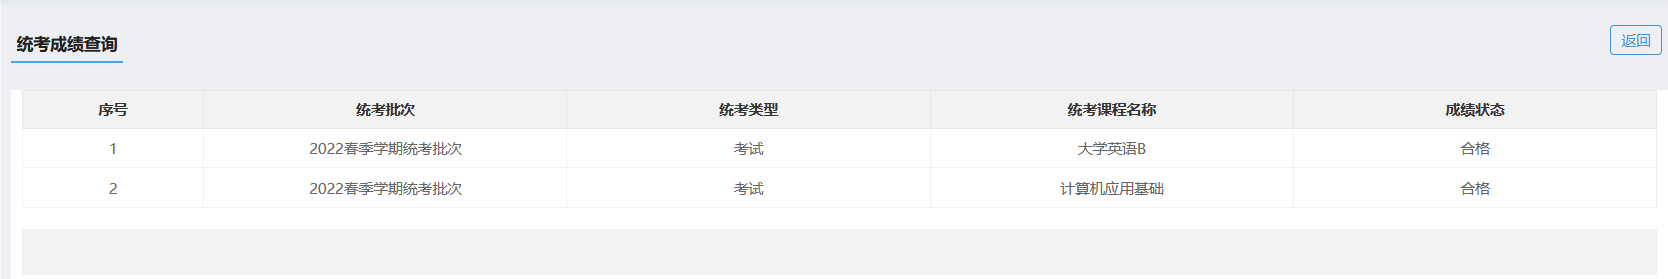 统考成绩查询
返回
序号 统考批次 统考类型 统考课程名称 成绩状态
1 2022春季学期统考批次 考试 大学英语B 合格
2 2022春季学期统考批次 考试 计算机应用基础 合格